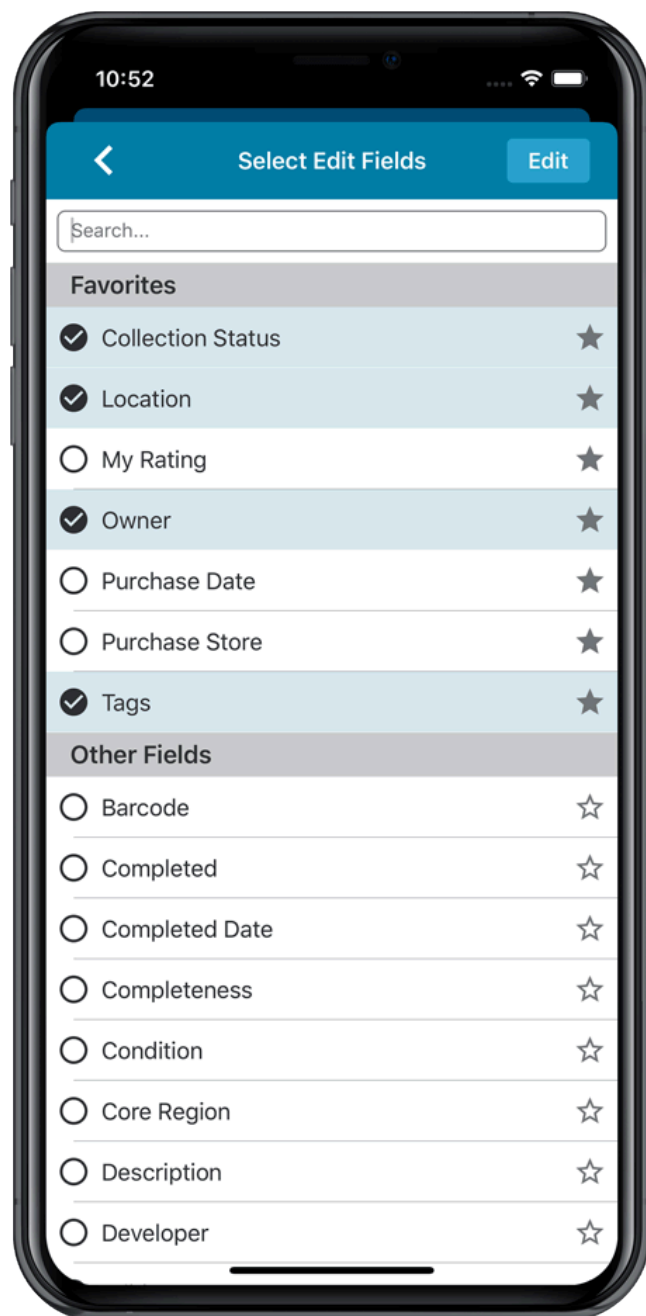 10:52
Select Edit Fields
Edit
Search...
Favorites
Collection Status
Location
My Rating
Owner
Purchase Date
Purchase Store
Tags
Other Fields
Barcode
Completed
Completed Date
Completeness
Condition
Core Region
Description
Developer